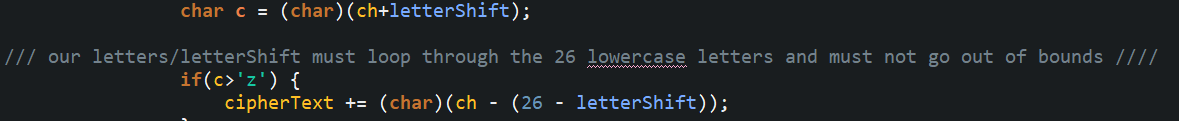 char c = (char)(ch+letterShift);
/// our letters/letterShift must loop through the 26 lowercase letters and must not go out of bounds ////
if(c>'z') {
cipherText += (char)(ch - (26 - letterShift));